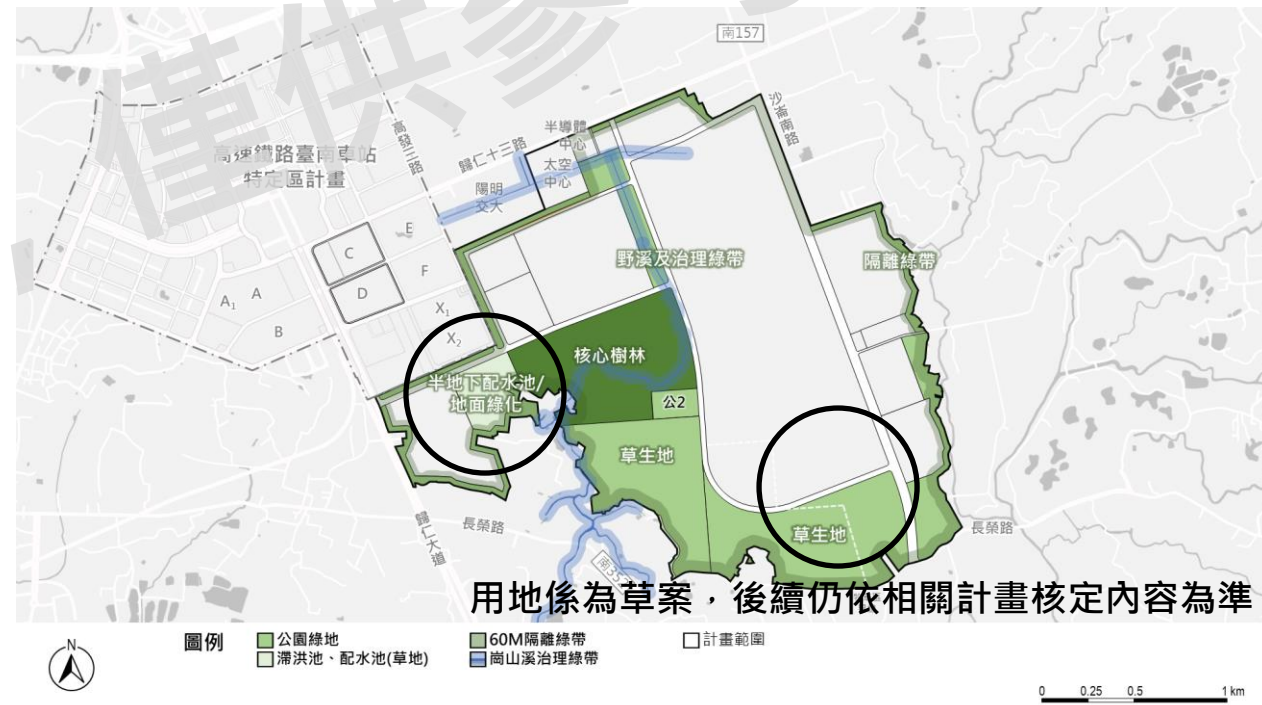 僅供參
南157
沙崙南路
半導體
中心
太空
中心
歸仁十三路
高發三路
高速鐵路臺南車站
特定區計畫
陽明
交大
E
C
F
D
A₁
A
B
X₁
X₂
野溪及治理綠帶
隔離綠帶
核心樹林
半地下配水池/
地面綠化
公2
草生地
草生地
長榮路
長榮路
歸仁大道
用地係為草案，後續仍依相關計畫核定內容為準
N
圖例
公園綠地
60M隔離綠帶
計畫範圍
滯洪池、配水池(草地)
崗山溪治理綠帶
0 0.25 0.5 1 km